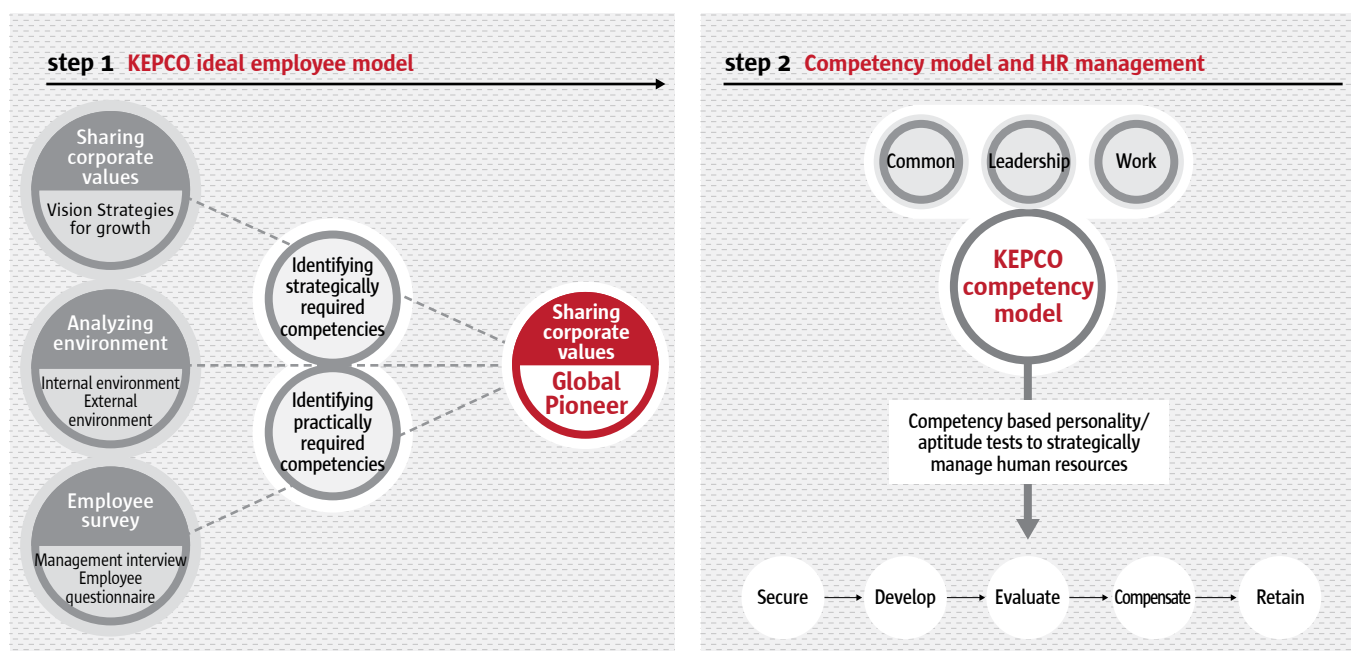 step 1 KEPCO ideal employee model
Sharing
corporate
values
Vision Strategies
for growth
Analyzing
environment
Internal environment
External
environment
Employee
survey
Management interview
Employee
questionnaire
Identifying
strategically
required
competencies
Identifying
practically
required
competencies
Sharing
corporate
values
Global
Pioneer
step 2 Competency model and HR management
Common
Leadership
Work
KEPCO
competency
model
Competency based personality/
aptitude tests to strategically
manage human resources
Secure
Develop
Evaluate
Compensate
Retain